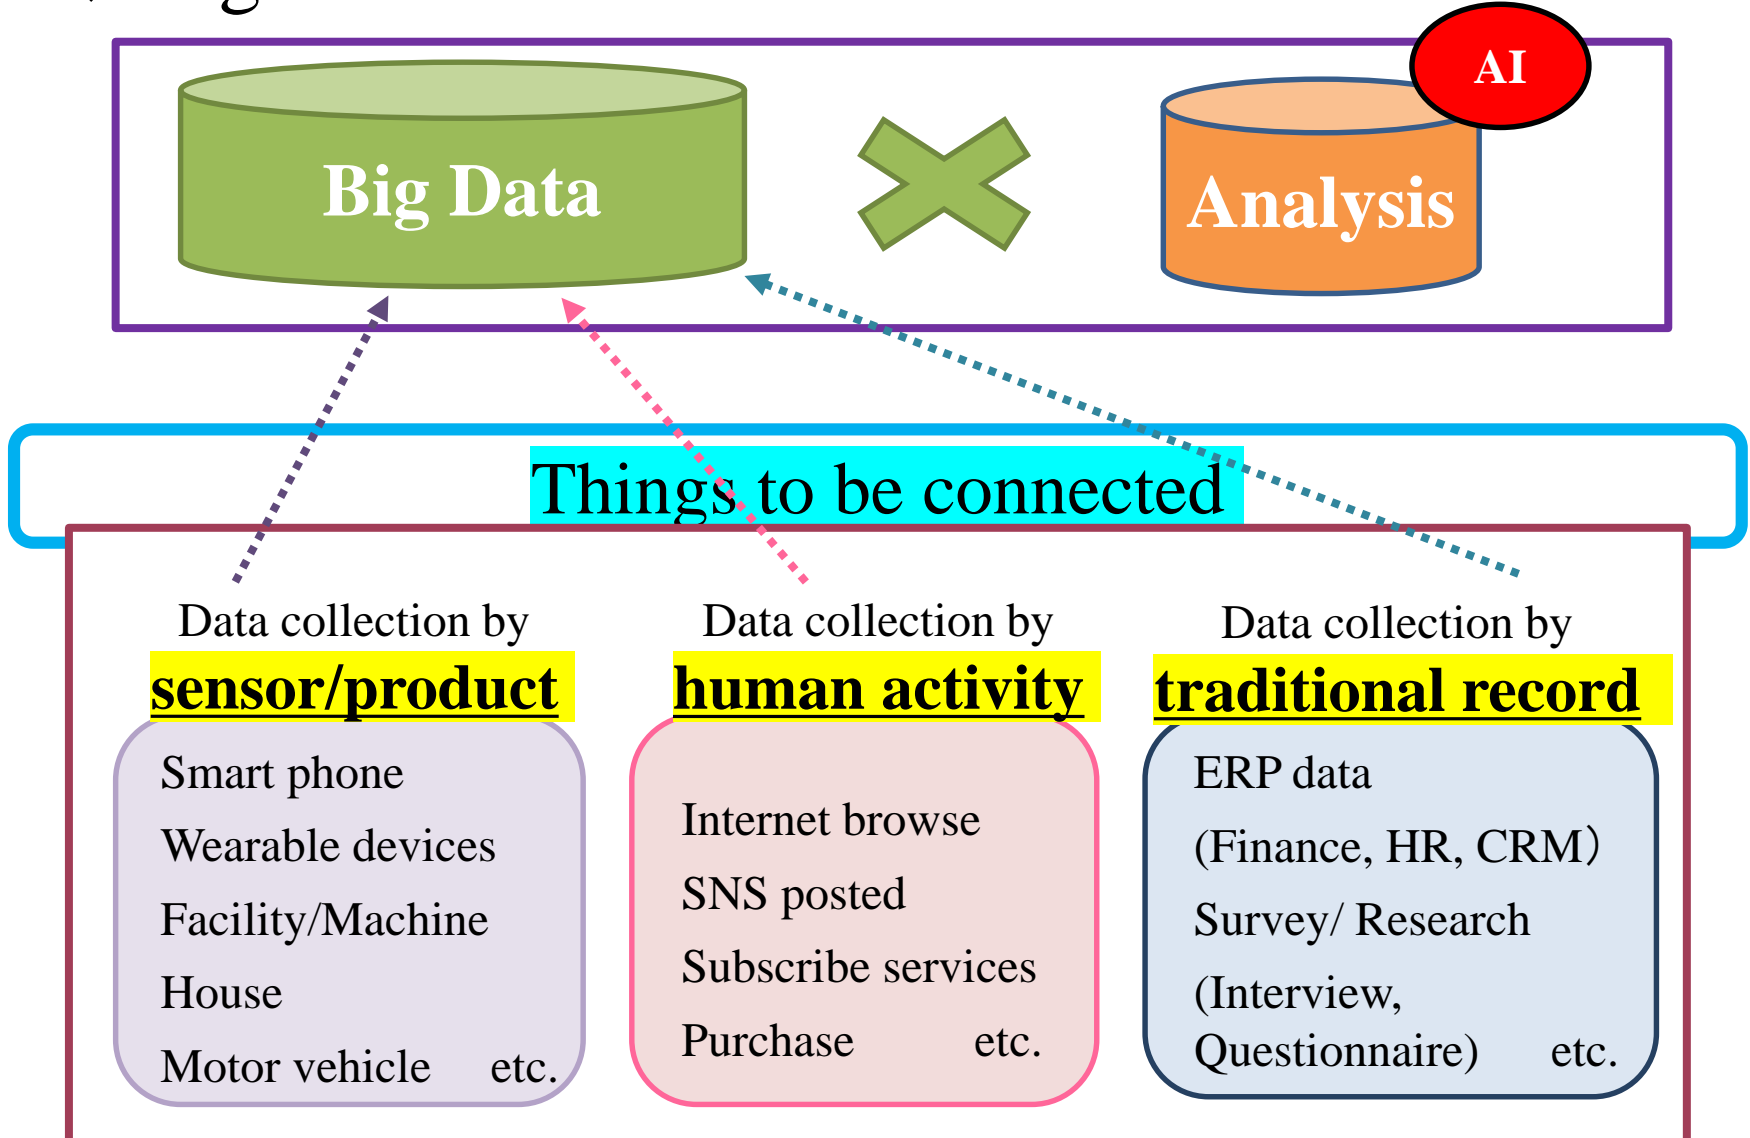 AI
Big Data
Analysis
Things to be connected
Data collection by
sensor/product
Smart phone
Wearable devices
Facility/Machine
House
Motor vehicle etc.
Data collection by
human activity
Internet browse
SNS posted
Subscribe services
Purchase etc.
Data collection by
traditional record
ERP data
(Finance, HR, CRM）
Survey/ Research
(Interview,
Questionnaire) etc.